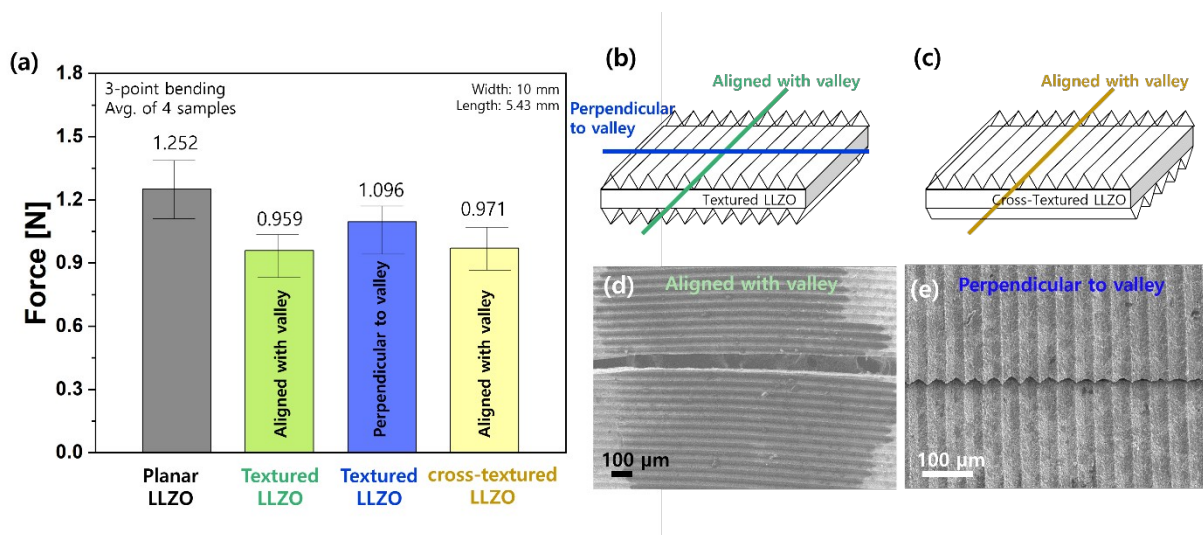 (a)
1.8
1.5
1.2
0.9
0.6
0.3
0.0
Force [N]
3-point bending
Avg. of 4 samples
Width: 10 mm
Length: 5.43 mm
1.252
0.959
1.096
0.971
Aligned with valley
Perpendicular to valley
Aligned with valley
Planar
LLZO
Textured
LLZO
Textured
LLZO
cross-textured
LLZO
(b)
Aligned with valley
Perpendicular
to valley
Textured LLZO
(c)
Aligned with valley
Cross-Textured LLZO
(d)
Aligned with valley
100 µm
(e)
Perpendicular to valley
100 µm